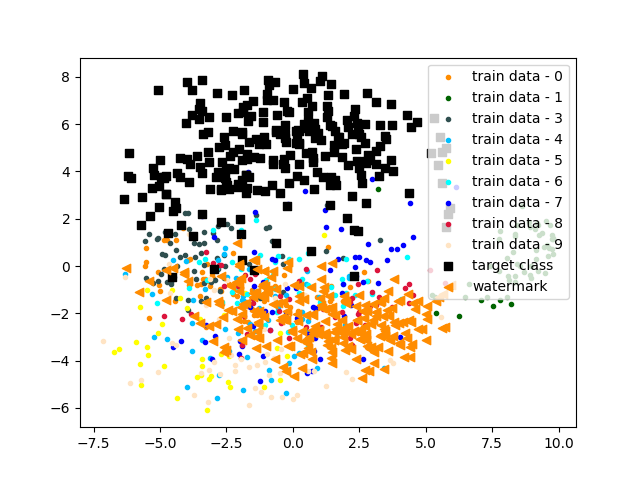 8
6
4
2
0
−2
−4
−6
−7.5 −5.0 −2.5 0.0 2.5 5.0 7.5 10.0
train data - 0
train data - 1
train data - 3
train data - 4
train data - 5
train data - 6
train data - 7
train data - 8
train data - 9
target class
watermark